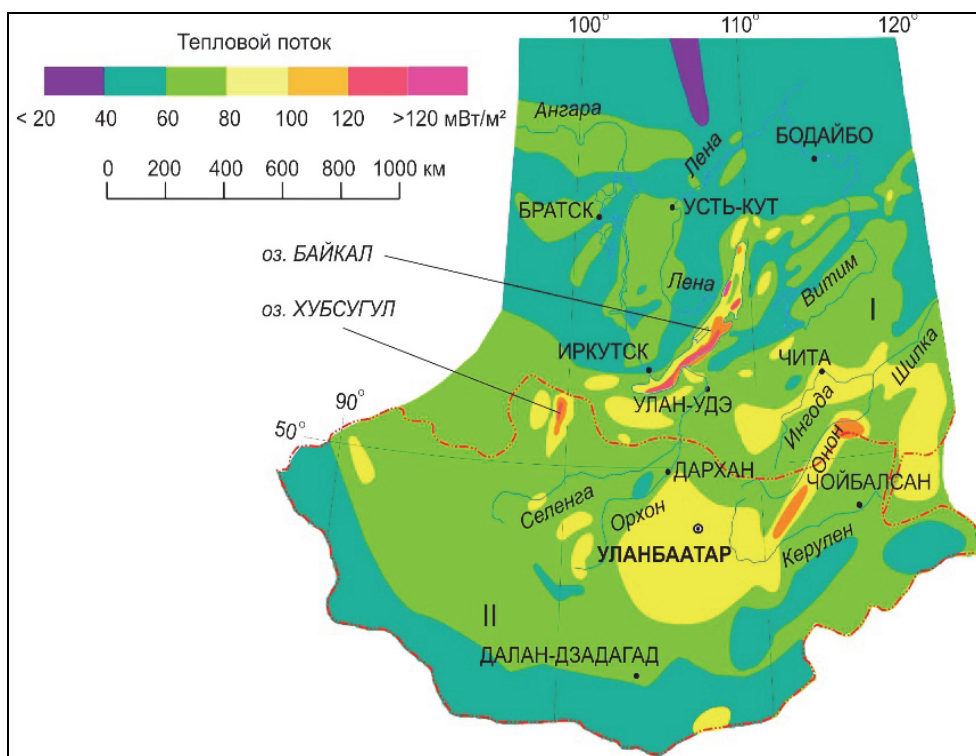 100° 110° 120°
Тепловой поток
< 20 40 60 80 100 120 >120 мВт/м²
0 200 400 600 800 1000 км
Ангара
Лена
БОДАЙБО
БРАТСК
УСТЬ-КУТ
оз. БАЙКАЛ
Лена
Витим
оз. ХУБСУГУЛ
I
ИРКУТСК
ЧИТА
Шилка
УЛАН-УДЭ
Ингода
90°
50°
Онон
ДАРХАН
ЧОЙБАЛСАН
Селенга
Орхон
УЛАНБААТАР
Керулен
II
ДАЛАН-ДЗАДАГАД